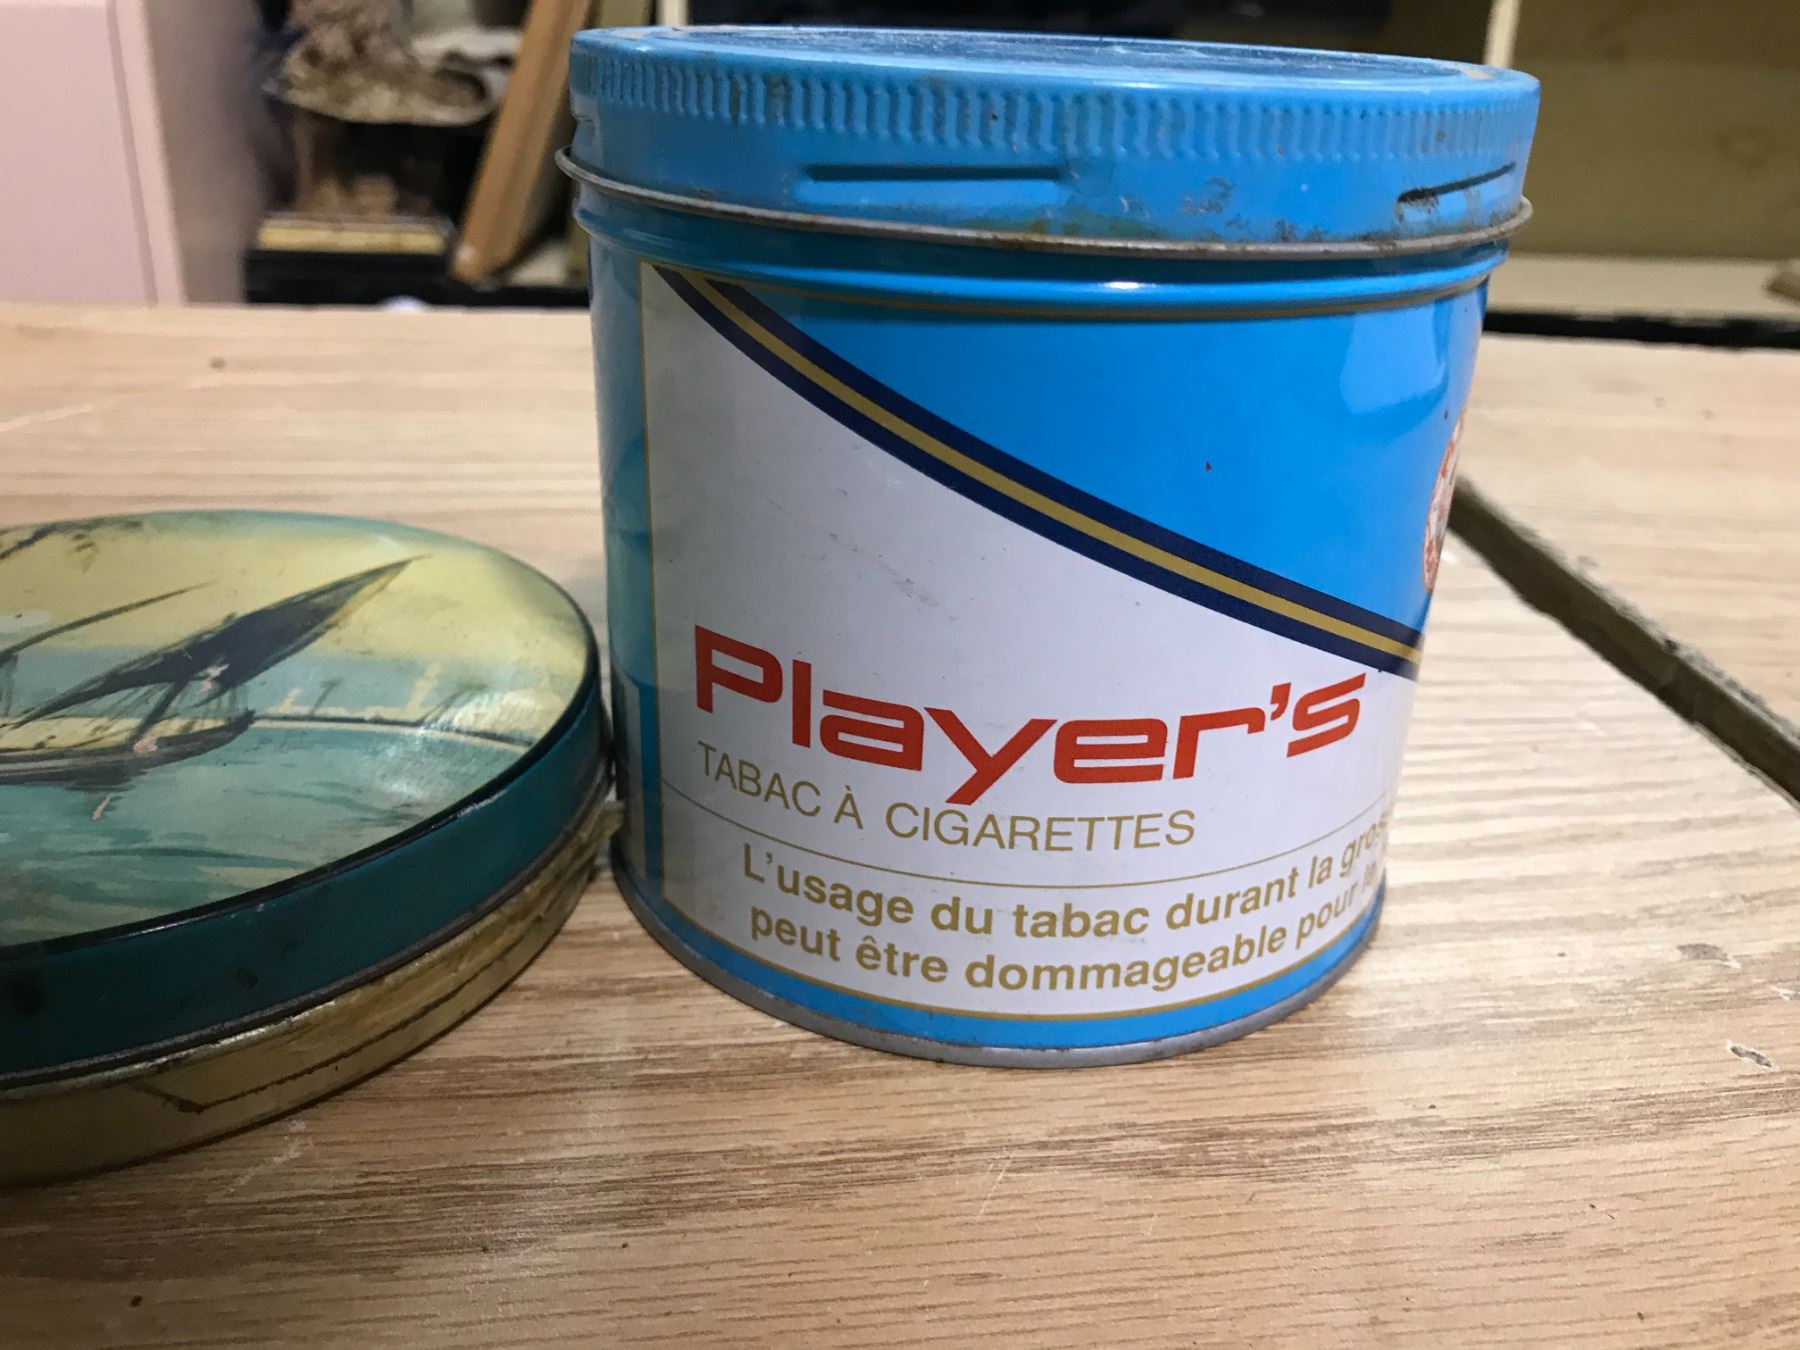 Player's
TABAC À CIGARETTES
L'usage du tabac durant la
peut être dommageable pour